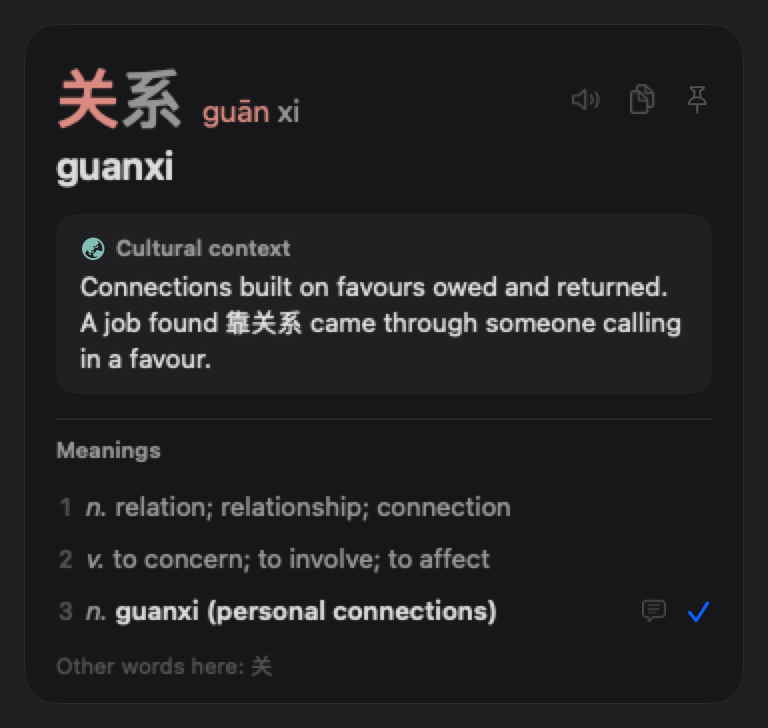 关系 guān xi
guanxi
Cultural context
Connections built on favours owed and returned.
A job found 靠关系 came through someone calling
in a favour.
Meanings
1 n. relation; relationship; connection
2 v. to concern; to involve; to affect
3 n. guanxi (personal connections)
Other words here: 关